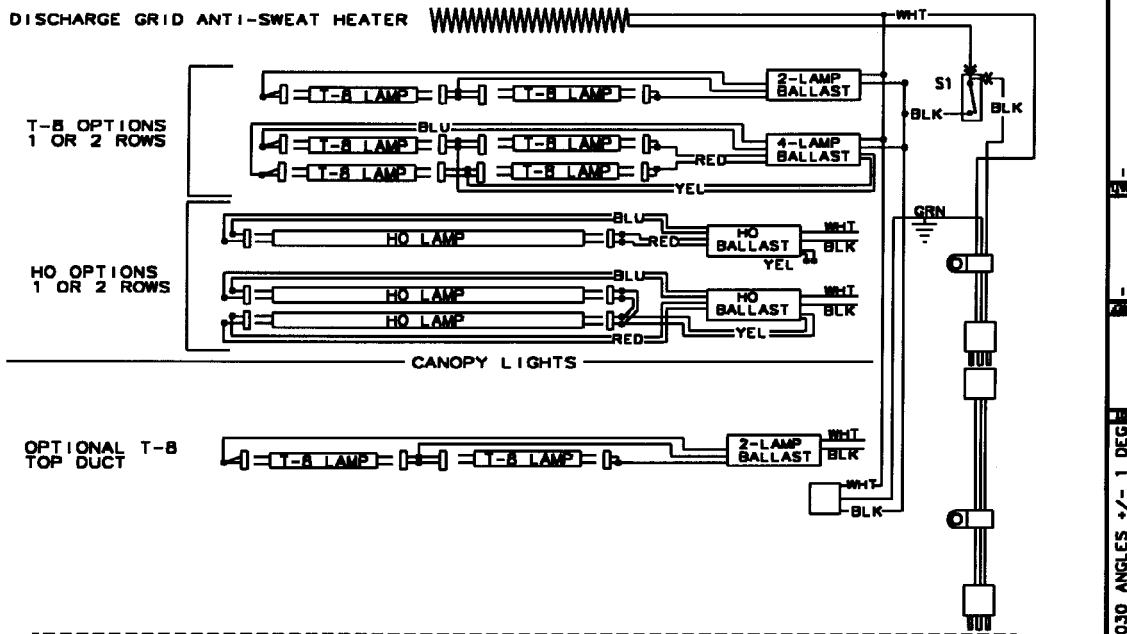 DISCHARGE GRID ANTI-SWEAT HEATER
WHT
S1
BLK
BLK
T-8 OPTIONS
1 OR 2 ROWS
T-8 LAMP
T-8 LAMP
2-LAMP
BALLAST
BLU
T-8 LAMP
T-8 LAMP
4-LAMP
BALLAST
RED
T-8 LAMP
T-8 LAMP
YEL
HO OPTIONS
1 OR 2 ROWS
BLU
HO LAMP
RED
HO
BALLAST
WHT
BLK
YEL
GRN
BLU
HO LAMP
HO LAMP
HO
BALLAST
WHT
BLK
YEL
RED
CANOPY LIGHTS
OPTIONAL T-8
TOP DUCT
T-8 LAMP
T-8 LAMP
2-LAMP
BALLAST
WHT
BLK
WHT
BLK
030 ANGLES +/- 1 DEG